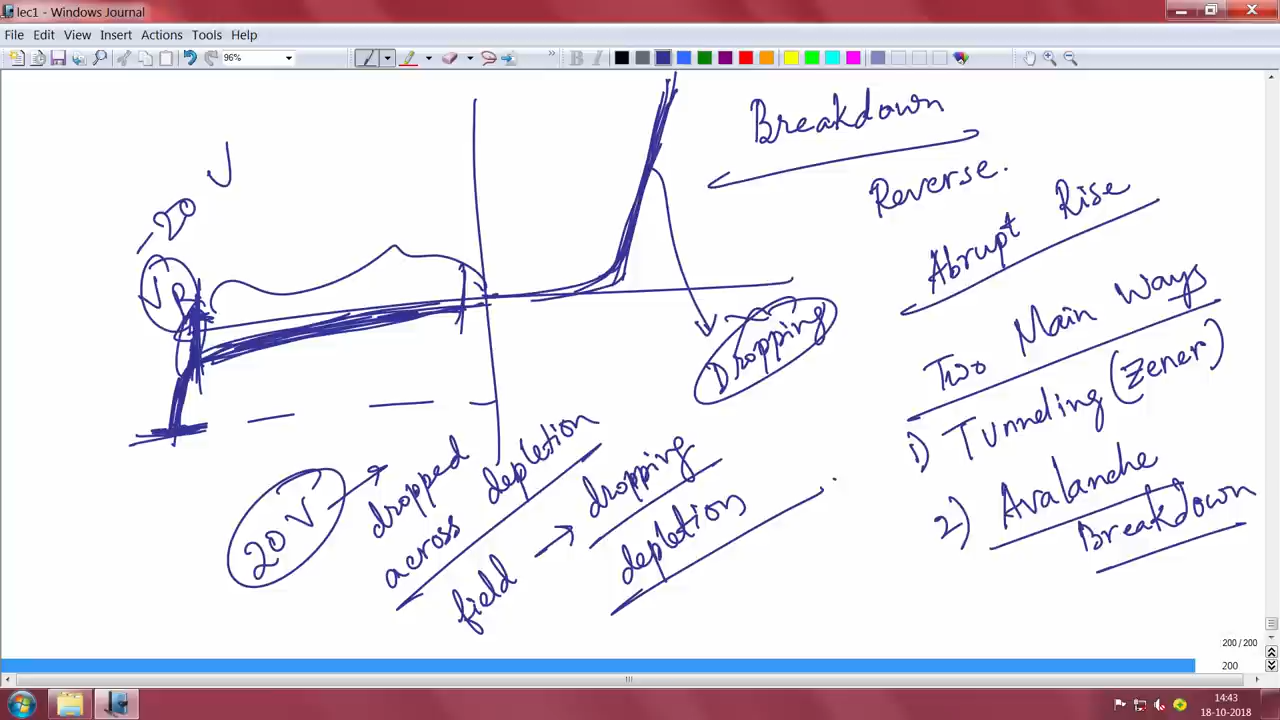 lec1 - Windows Journal
File Edit View Insert Actions Tools Help
96%
B I
J
-20
VR
Breakdown
Reverse.
Abrupt Rise
Two Main Ways
1) Tunneling (Zener)
2) Avalanche
Breakdown
Dropping
20 V
dropped
across depletion
field → dropping
depletion
200 / 200
200
14:43
18-10-2018